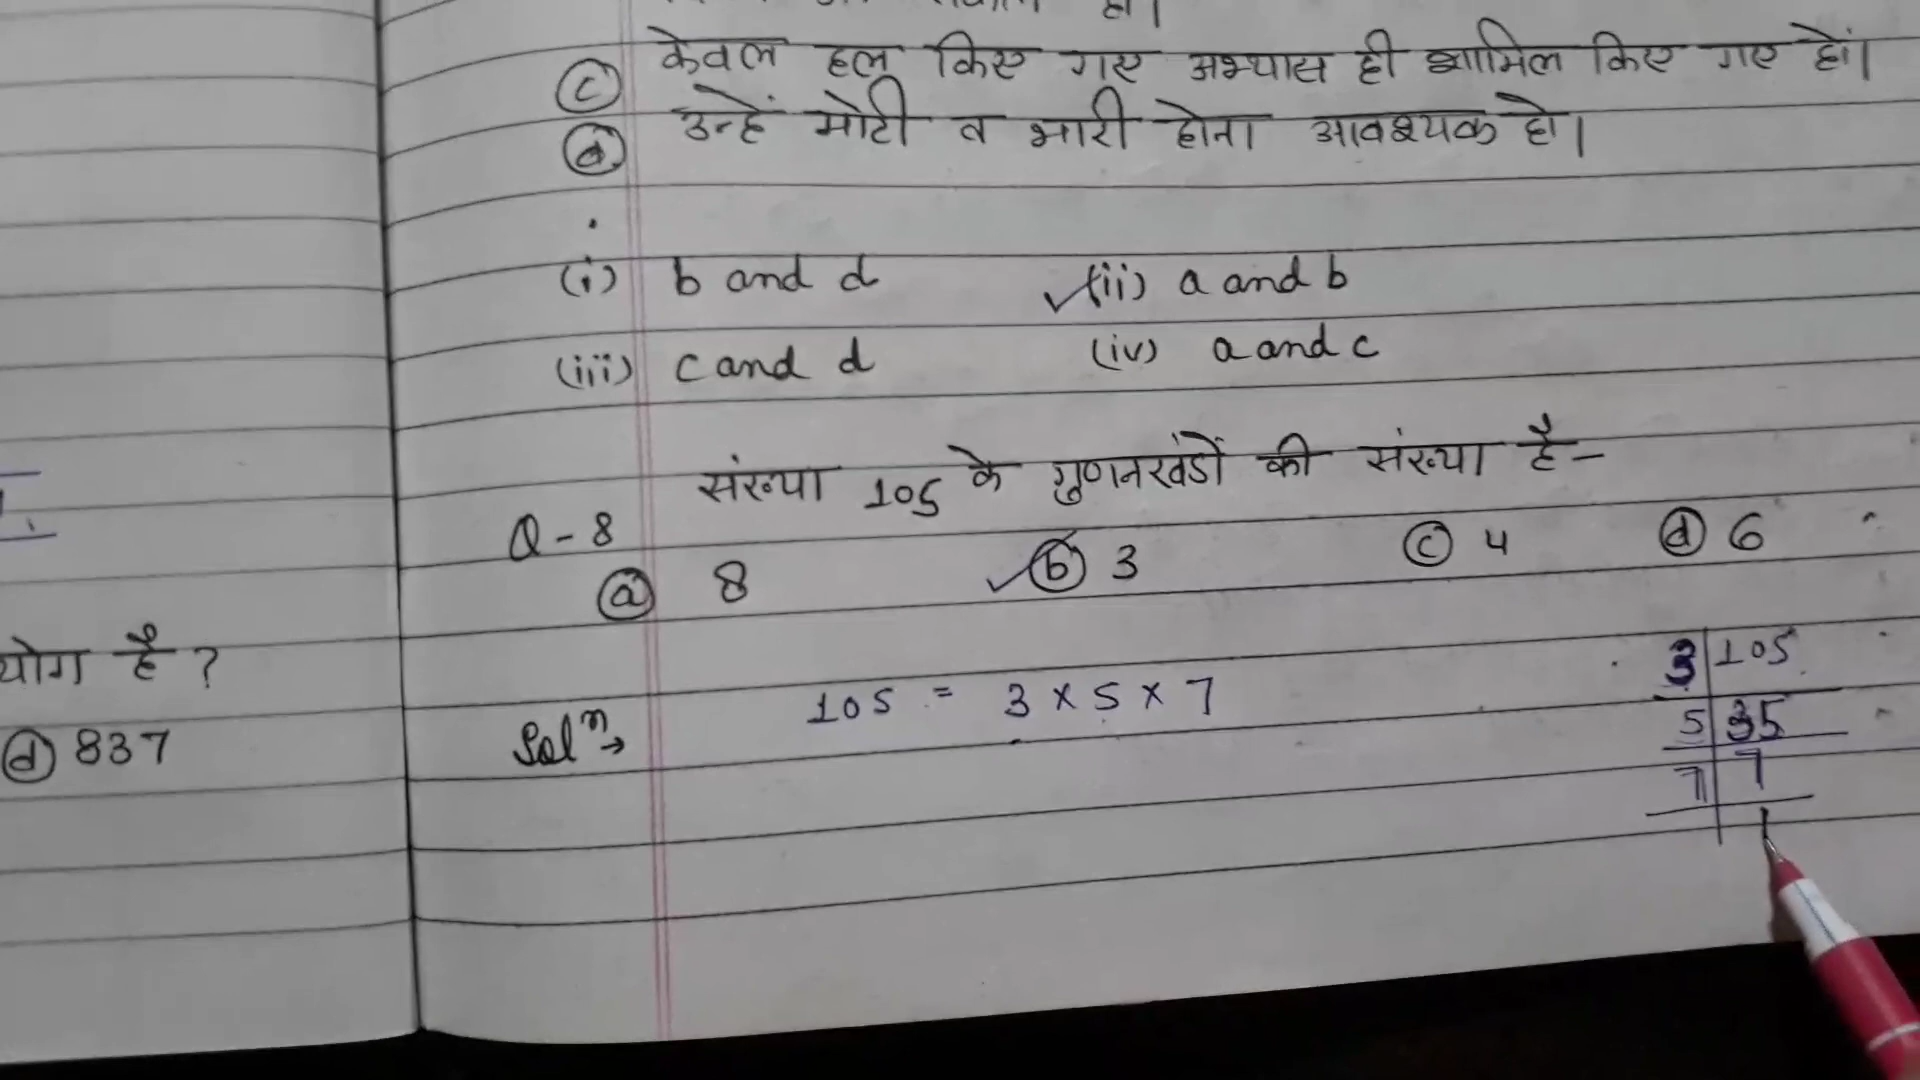 हो।
(c) केवल हल किए गए अभ्यास ही शामिल किए गए हों।
(d) उन्हें मोटी व भारी होना आवश्यक हो।
(i) b and d (ii) a and b
(iii) c and d (iv) a and c
Q-8 संख्या 105 के गुणनखंडों की संख्या है-
(a) 8 (b) 3 (c) 4 (d) 6
Solⁿ→ 105 = 3 × 5 × 7
3 | 105
5 | 35
7 | 7
1
योग है ?
(d) 837